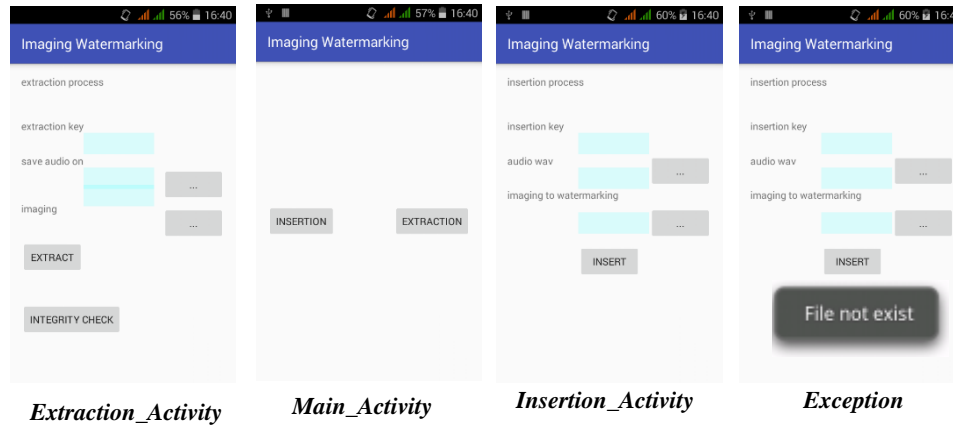 56% 16:40
Imaging Watermarking
extraction process
extraction key
save audio on
...
imaging
...
EXTRACT
INTEGRITY CHECK
Extraction_Activity
57% 16:40
Imaging Watermarking
INSERTION
EXTRACTION
Main_Activity
60% 16:40
Imaging Watermarking
insertion process
insertion key
audio wav
...
imaging to watermarking
...
INSERT
Insertion_Activity
60% 16:4
Imaging Watermarking
insertion process
insertion key
audio wav
...
imaging to watermarking
...
INSERT
File not exist
Exception